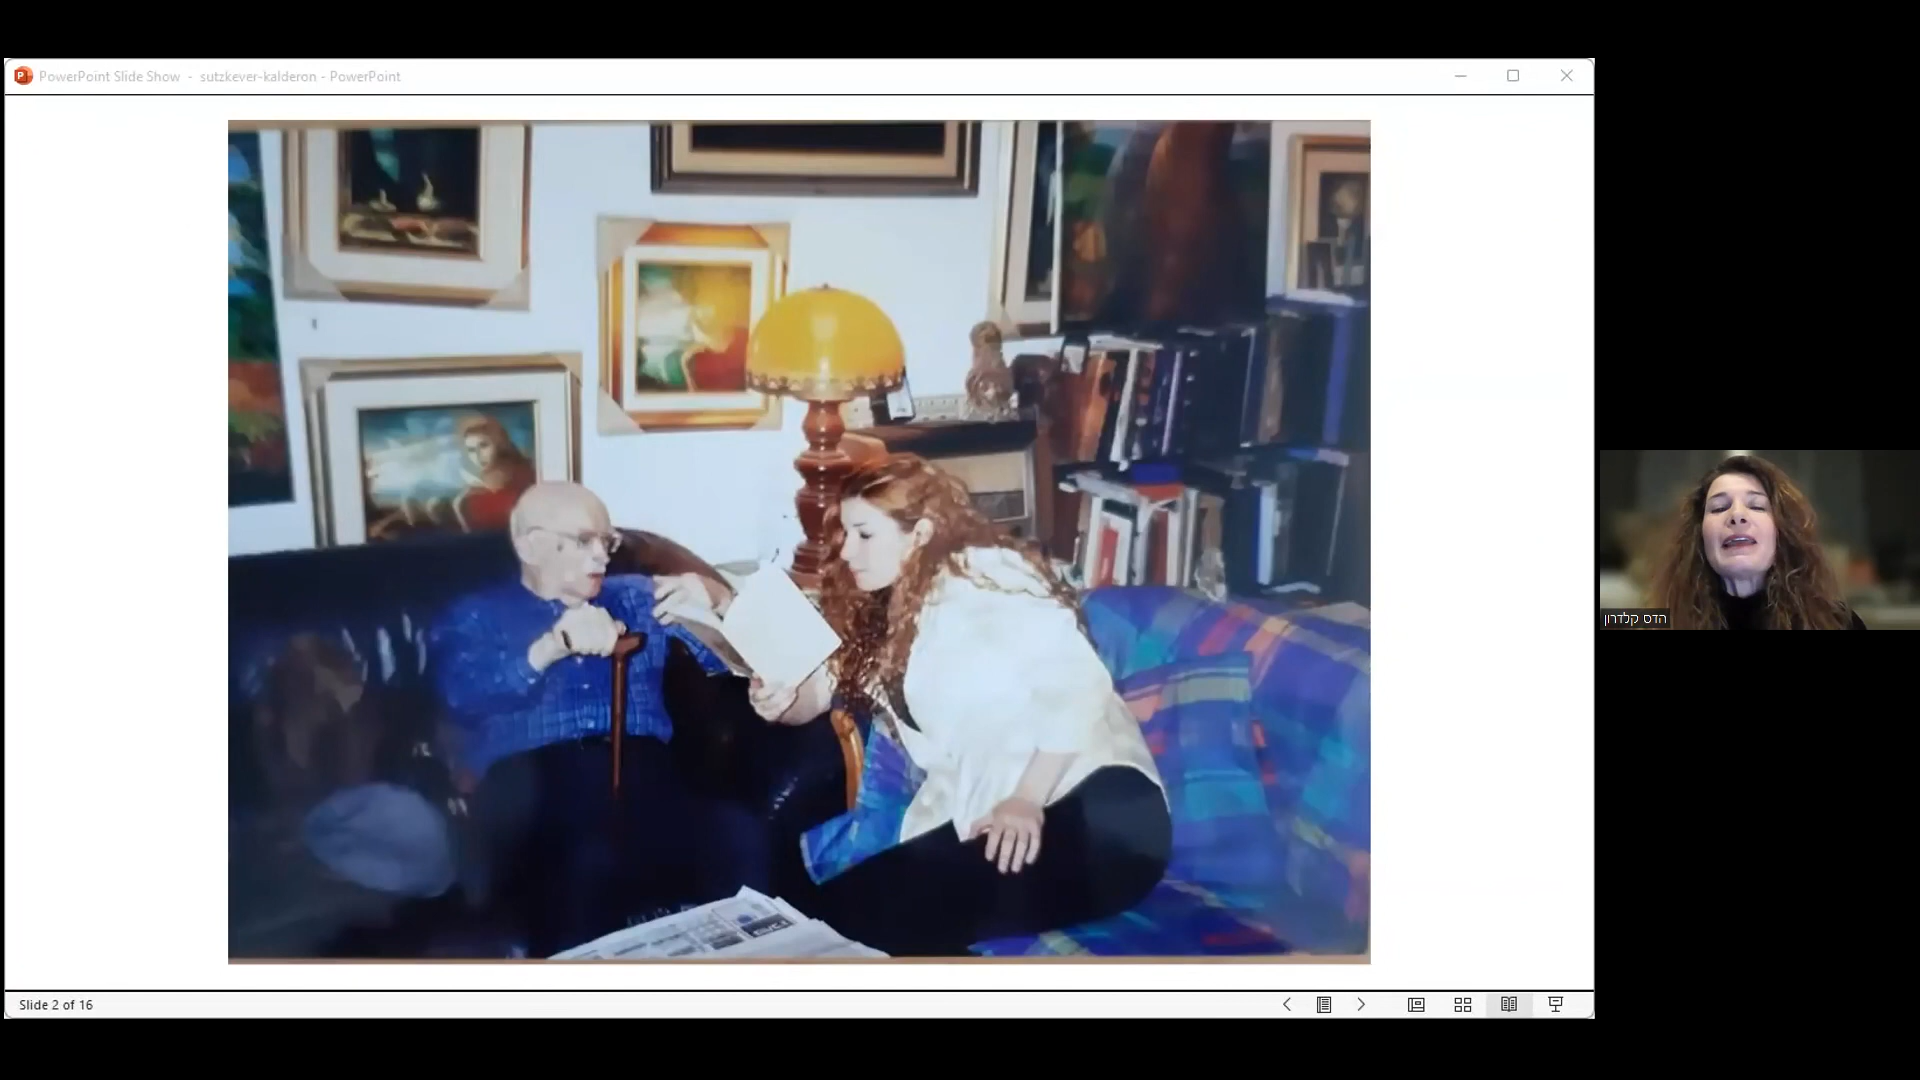 PowerPoint Slide Show - sutzkever-kalderon - PowerPoint
הדס קלדרון
Slide 2 of 16